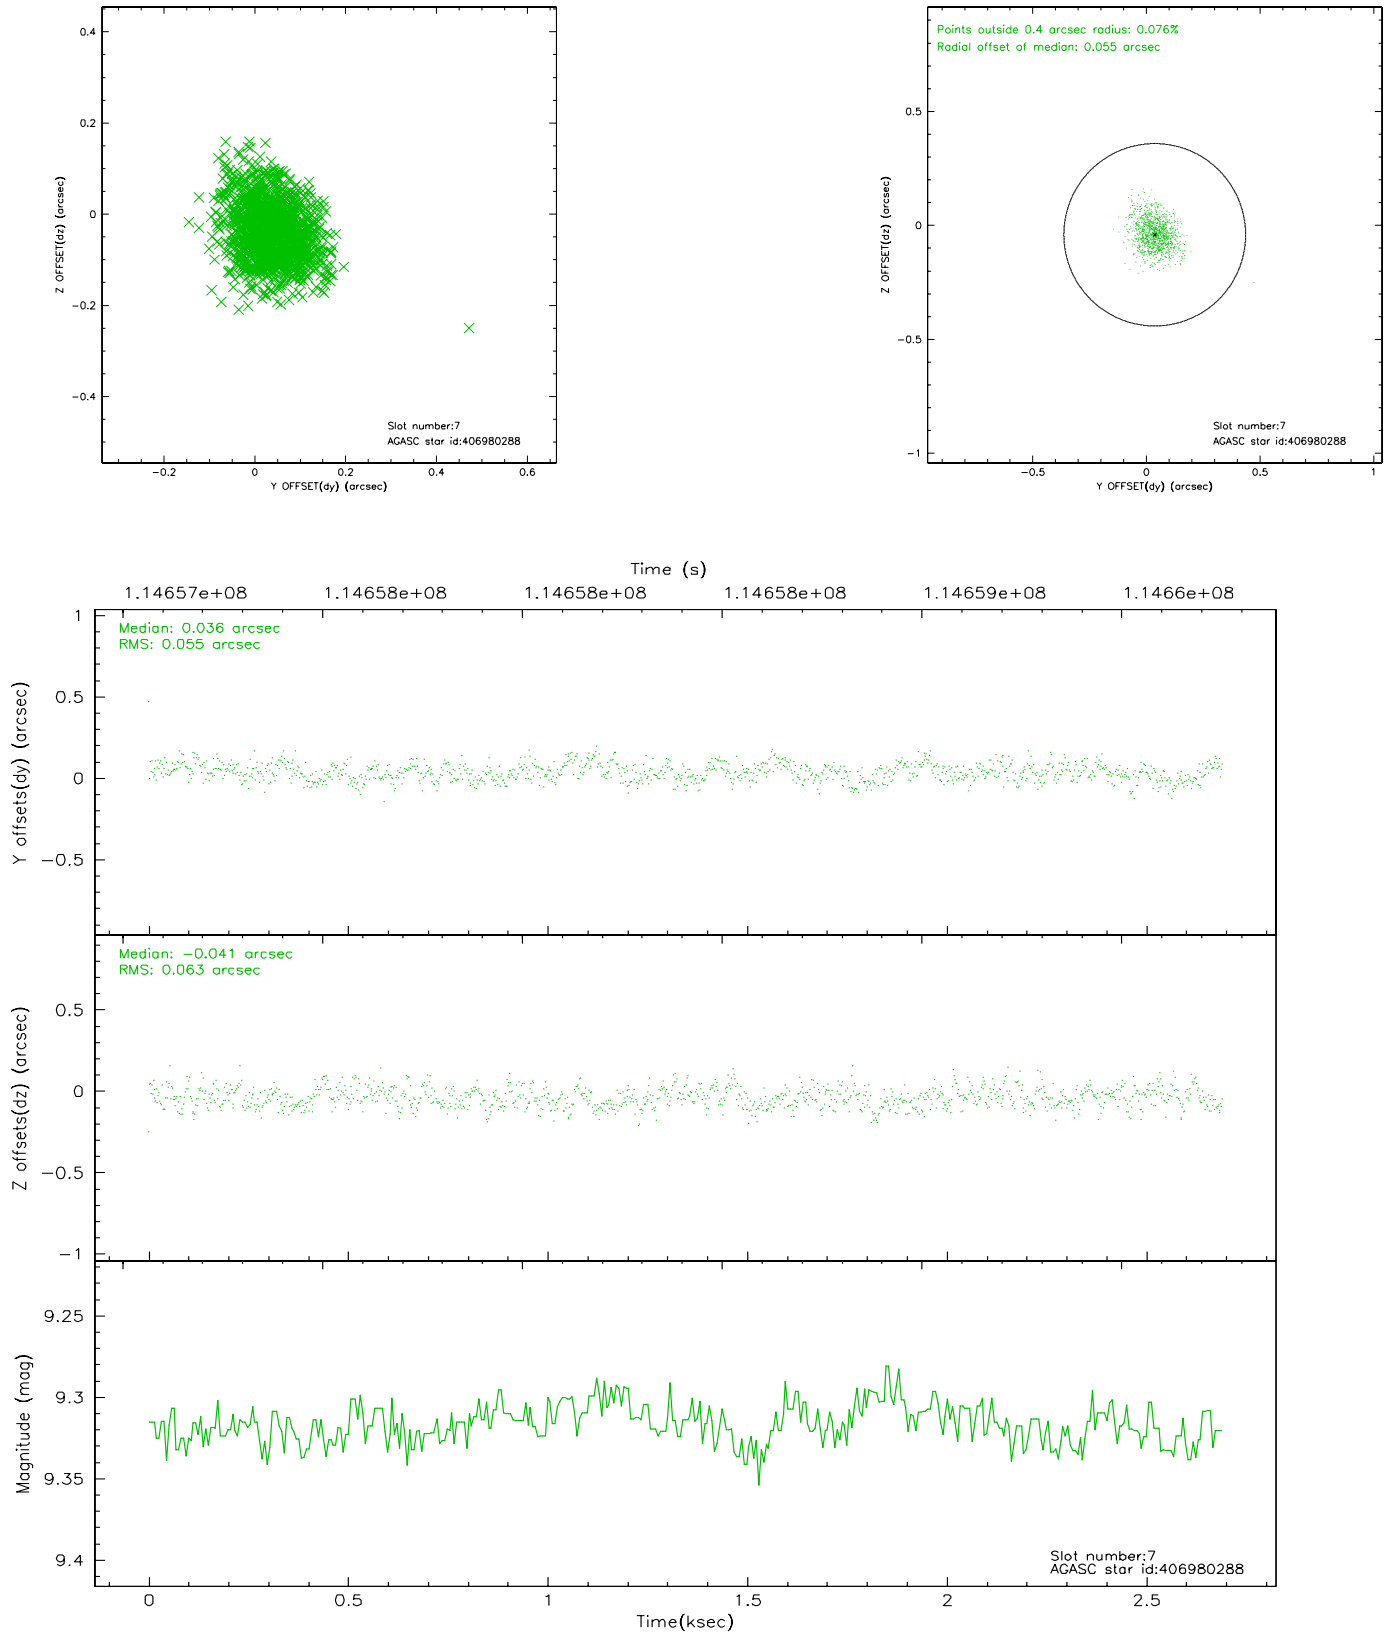 0.4
0.2
0
−0.2
−0.4
Z OFFSET(dz) (arcsec)
Slot number:7
AGASC star id:406980288
−0.2 0 0.2 0.4 0.6
Y OFFSET(dy) (arcsec)
Points outside 0.4 arcsec radius: 0.076%
Radial offset of median: 0.055 arcsec
0.5
0
−0.5
−1
Z OFFSET(dz) (arcsec)
Slot number:7
AGASC star id:406980288
−0.5 0 0.5 1
Y OFFSET(dy) (arcsec)
Time (s)
1.14657e+08 1.14658e+08 1.14658e+08 1.14658e+08 1.14659e+08 1.1466e+08
Median: 0.036 arcsec
RMS: 0.055 arcsec
1
0.5
0
−0.5
Y offsets(dy) (arcsec)
Median: −0.041 arcsec
RMS: 0.063 arcsec
0.5
0
−0.5
−1
Z offsets(dz) (arcsec)
9.25
9.3
9.35
9.4
Magnitude (mag)
Slot number:7
AGASC star id:406980288
0 0.5 1 1.5 2 2.5
Time(ksec)